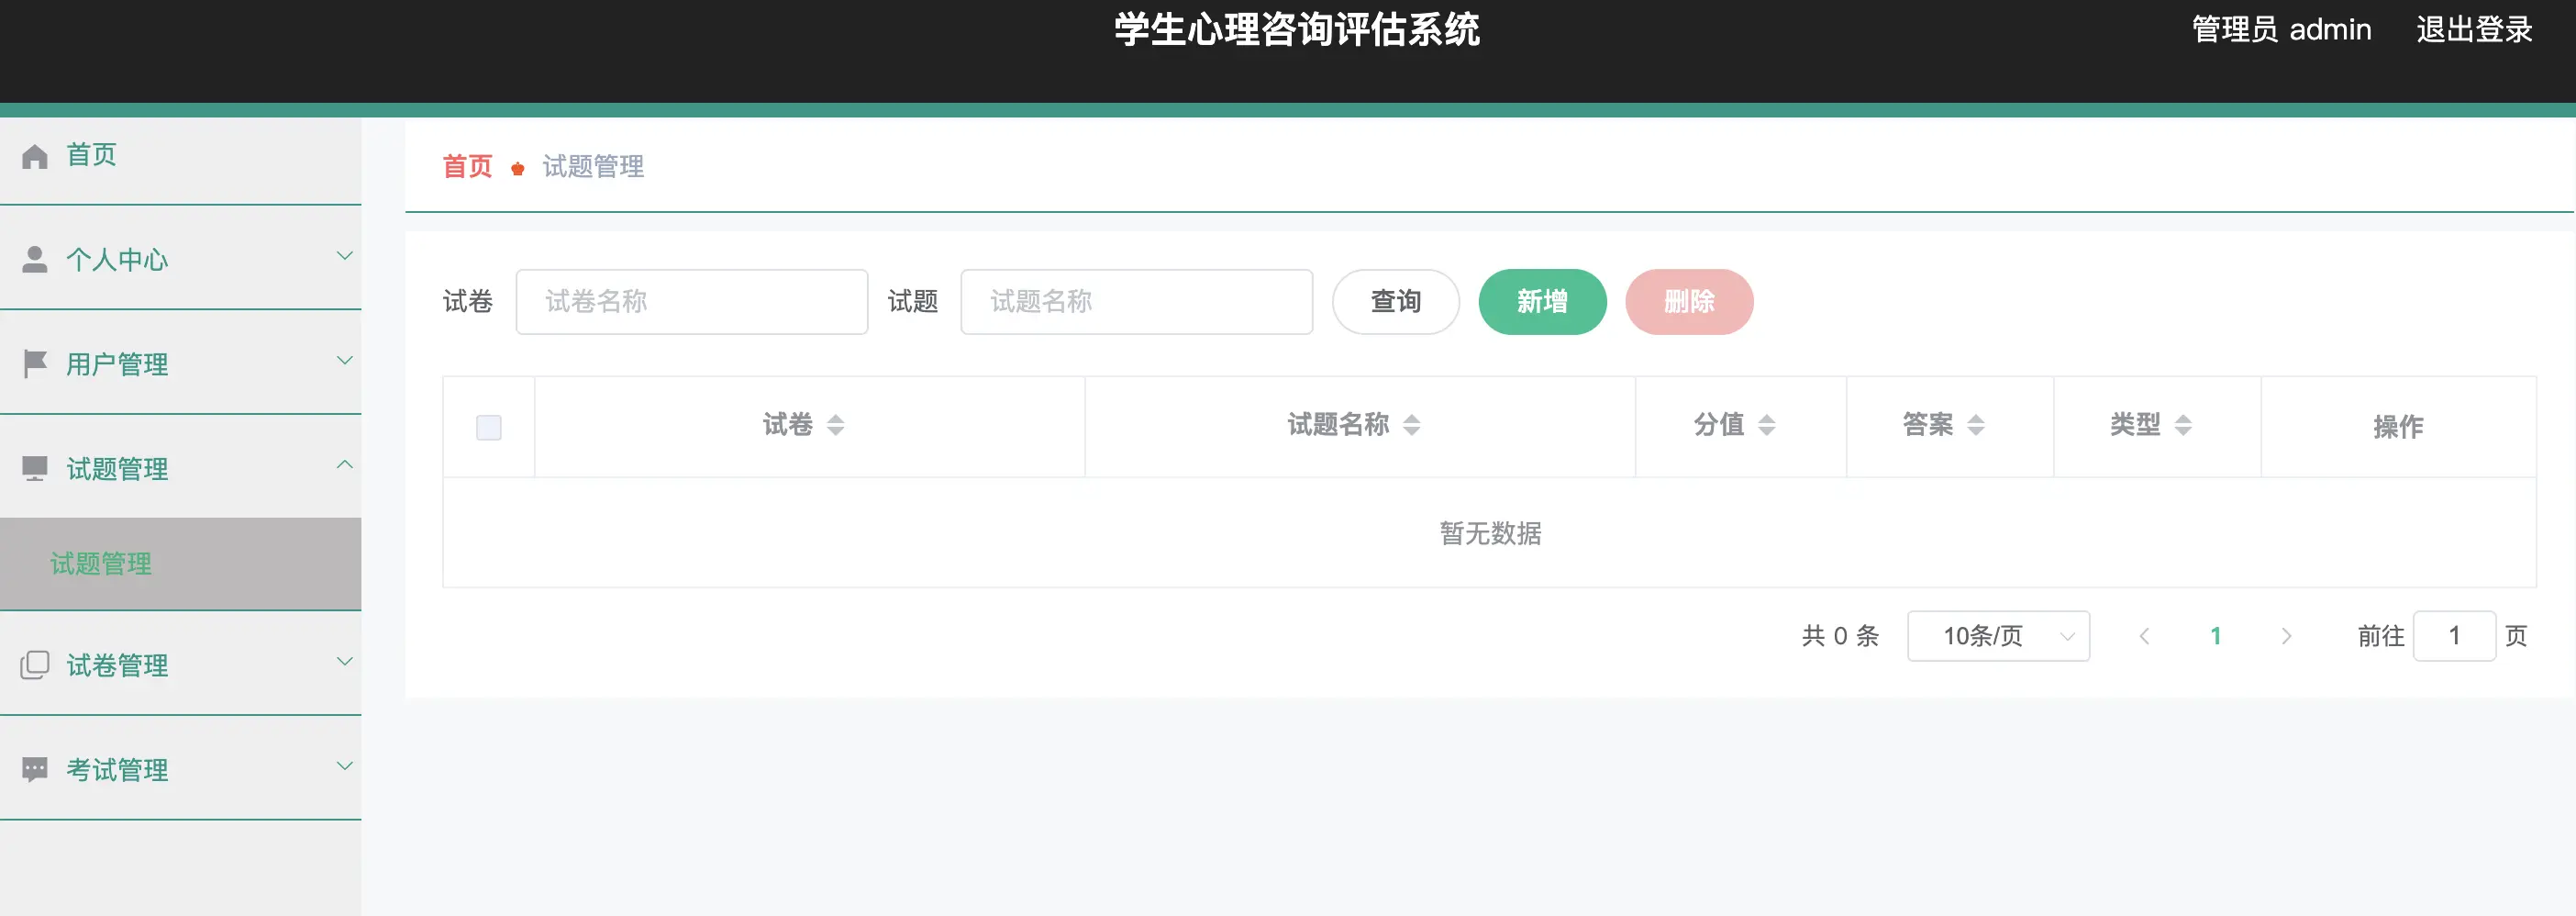 学生心理咨询评估系统
管理员 admin 退出登录
首页
个人中心
用户管理
试题管理
试题管理
试卷管理
考试管理
首页 试题管理
试卷 试卷名称 试题 试题名称 查询 新增 删除
试卷 试题名称 分值 答案 类型 操作
暂无数据
共 0 条 10条/页 1 前往 1 页